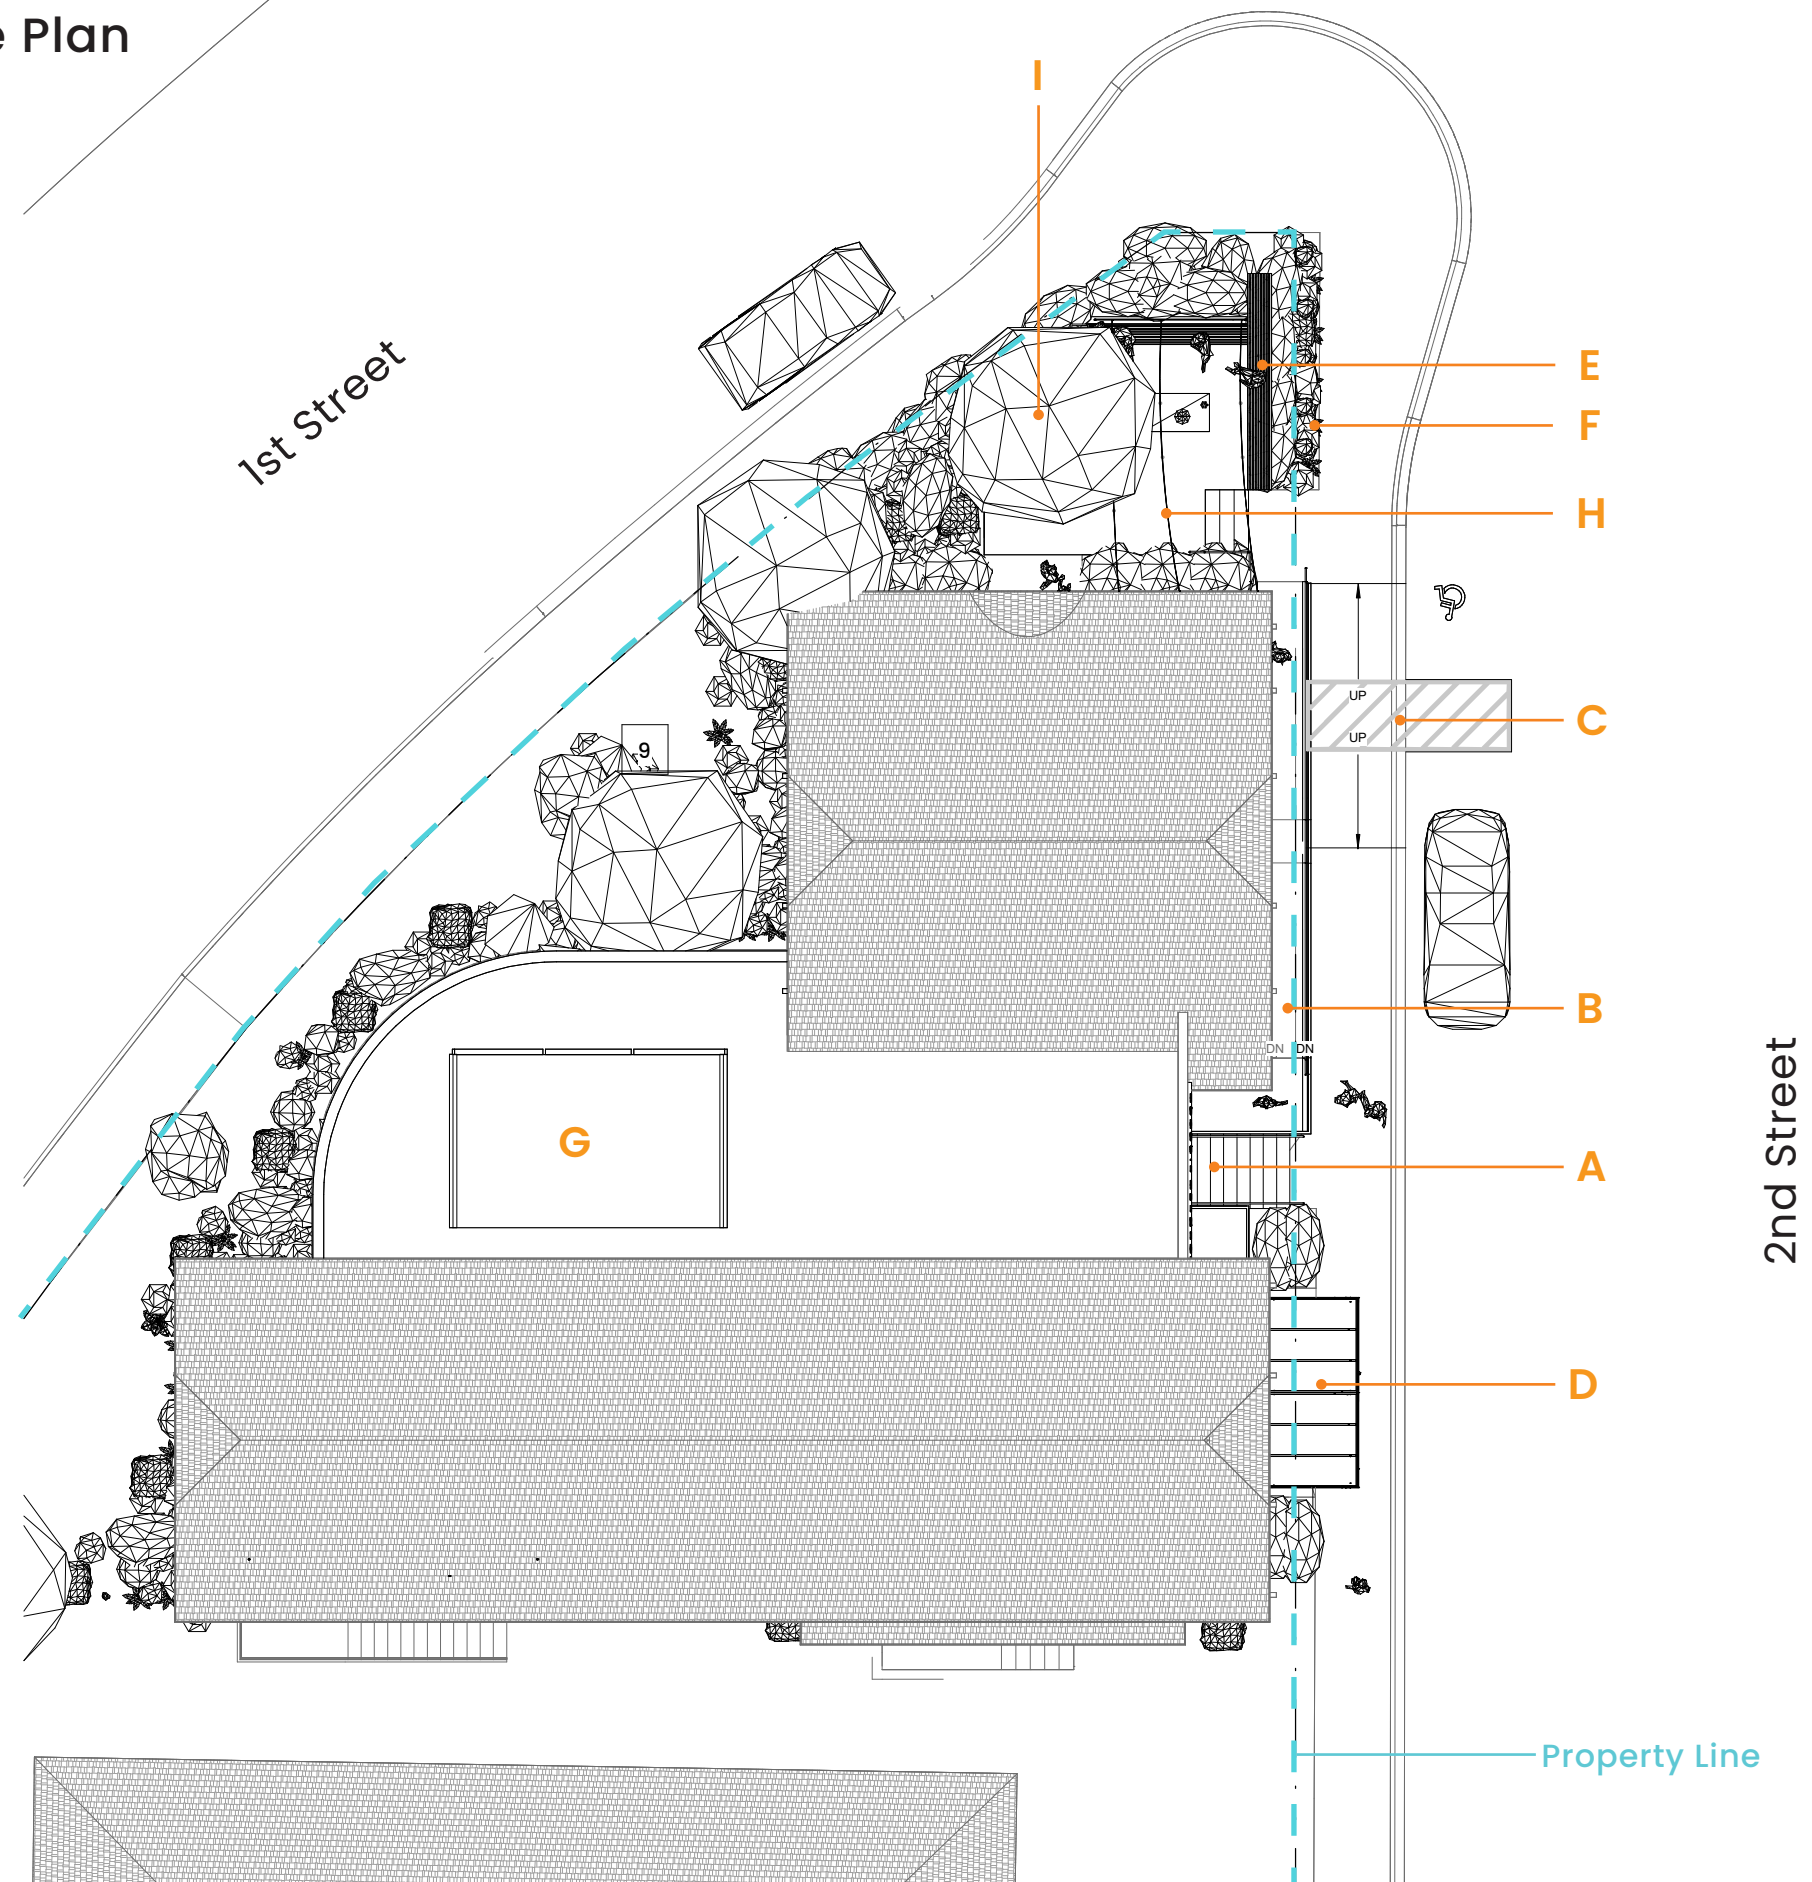 Plan
I
1st Street
E
F
H
UP
C
UP
9
B
DN DN
G
A
2nd Street
D
Property Line